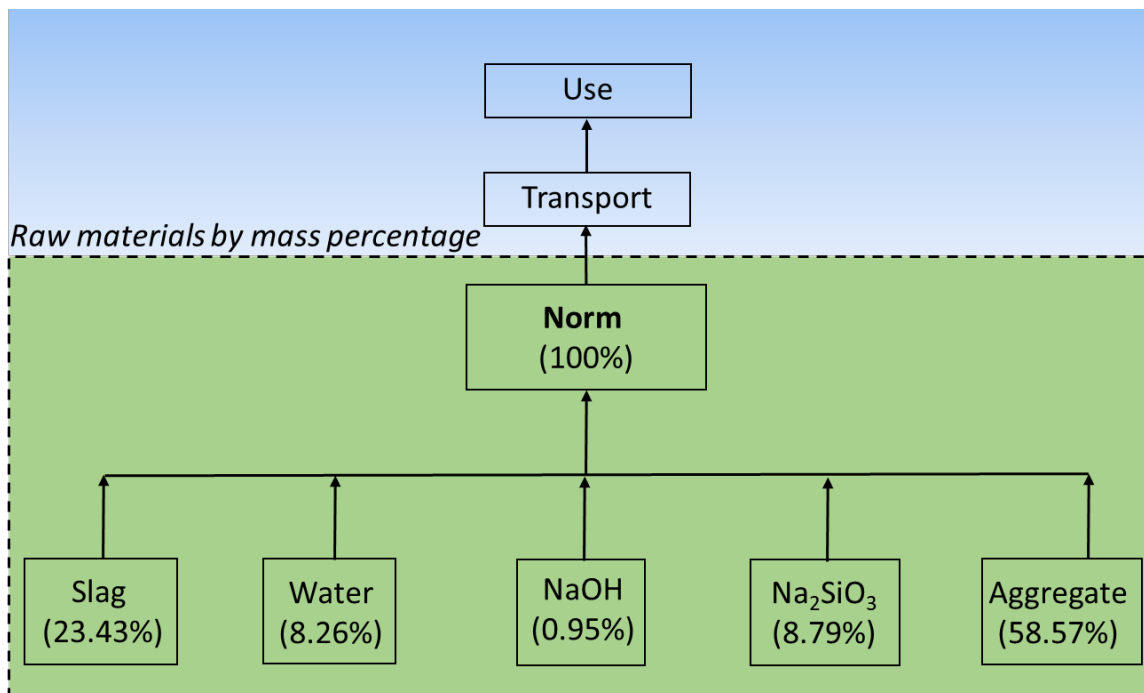 Use
Transport
Raw materials by mass percentage
Norm
(100%)
Slag
(23.43%)
Water
(8.26%)
NaOH
(0.95%)
Na₂SiO₃
(8.79%)
Aggregate
(58.57%)